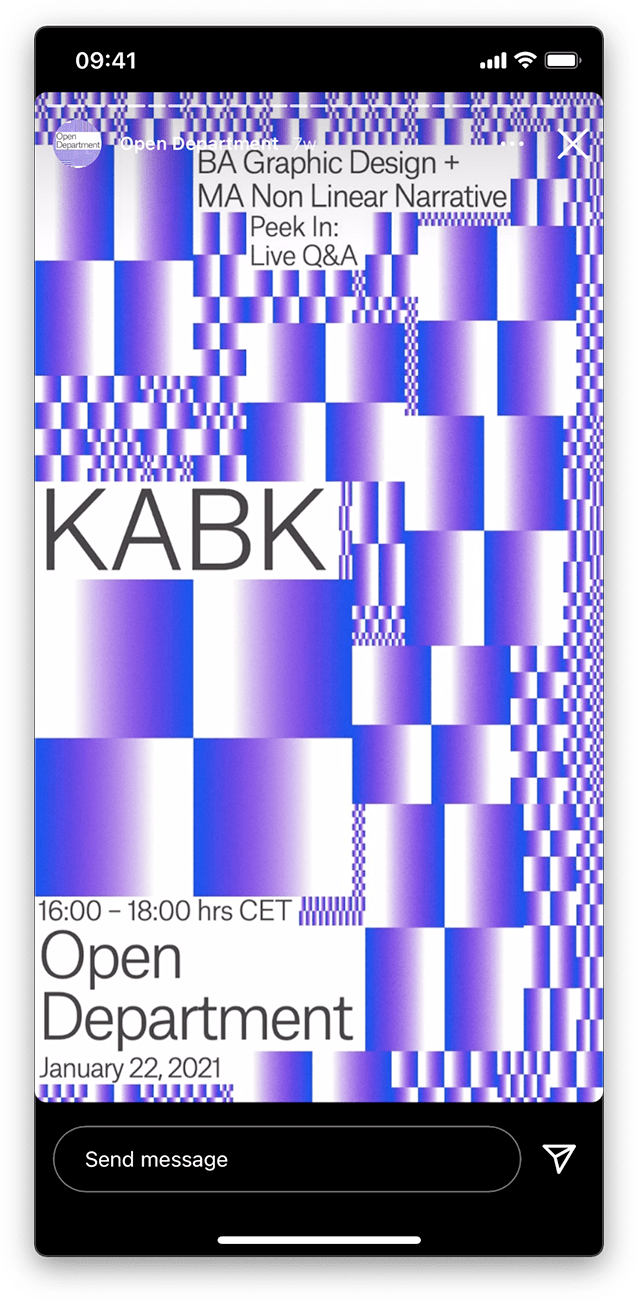 09:41
Open
Department
Open Department 7w
BA Graphic Design +
MA Non Linear Narrative
Peek In:
Live Q&A
KABK
16:00 – 18:00 hrs CET
Open
Department
January 22, 2021
Send message